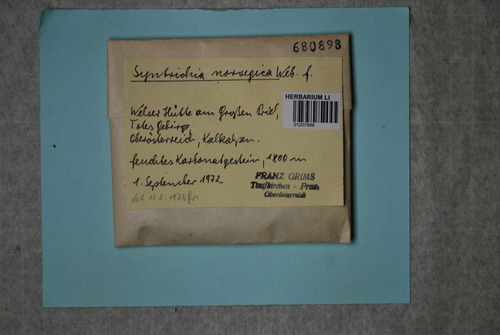 680898
Syntrichia norvegica Web. f.
HERBARIUM LI
Welser Hütte am Großen Priel,
Totes Gebirge
Oberösterreich, Kalkalpen.
feuchtes Karbonatgestein, 1800 m
1. September 1972
FRANZ GRIMS
Taufkirchen - Pram
Oberösterreich